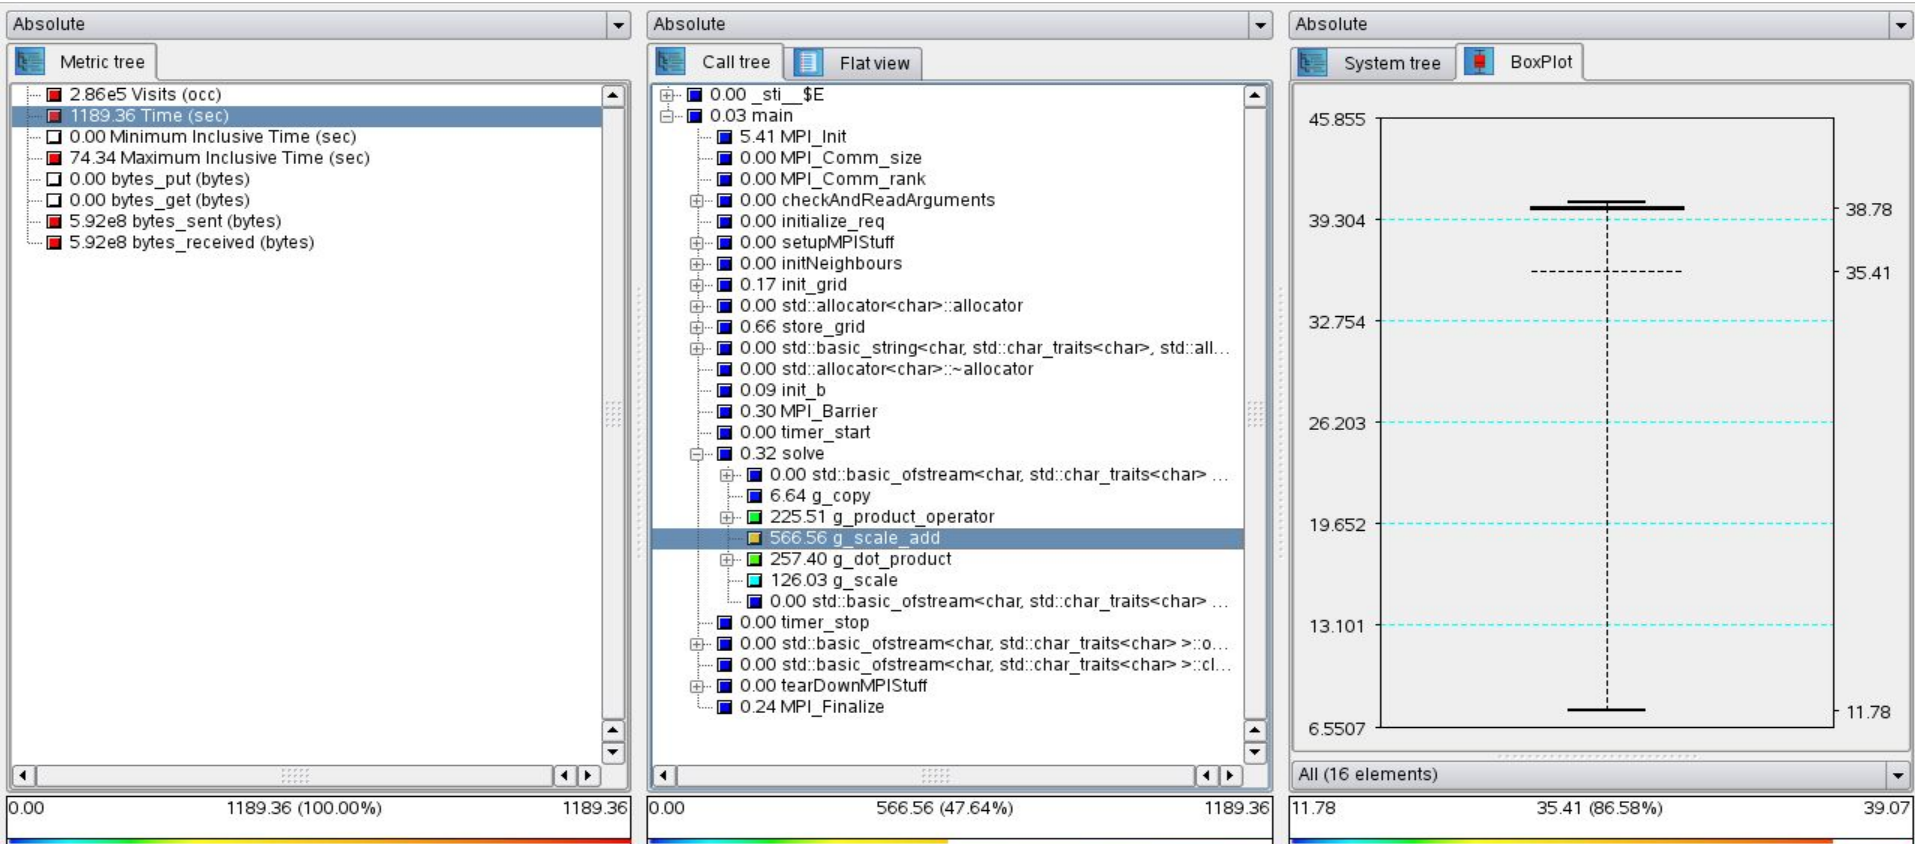 Absolute
Metric tree
2.86e5 Visits (occ)
1189.36 Time (sec)
0.00 Minimum Inclusive Time (sec)
74.34 Maximum Inclusive Time (sec)
0.00 bytes_put (bytes)
0.00 bytes_get (bytes)
5.92e8 bytes_sent (bytes)
5.92e8 bytes_received (bytes)
0.00 1189.36 (100.00%) 1189.36
Absolute
Call tree Flat view
0.00 _sti__$E
0.03 main
5.41 MPI_Init
0.00 MPI_Comm_size
0.00 MPI_Comm_rank
0.00 checkAndReadArguments
0.00 initialize_req
0.00 setupMPIStuff
0.00 initNeighbours
0.17 init_grid
0.00 std::allocator<char>::allocator
0.66 store_grid
0.00 std::basic_string<char, std::char_traits<char>, std::all...
0.00 std::allocator<char>::~allocator
0.09 init_b
0.30 MPI_Barrier
0.00 timer_start
0.32 solve
0.00 std::basic_ofstream<char, std::char_traits<char> ...
6.64 g_copy
225.51 g_product_operator
566.56 g_scale_add
257.40 g_dot_product
126.03 g_scale
0.00 std::basic_ofstream<char, std::char_traits<char> ...
0.00 timer_stop
0.00 std::basic_ofstream<char, std::char_traits<char> >::o...
0.00 std::basic_ofstream<char, std::char_traits<char> >::cl...
0.00 tearDownMPIStuff
0.24 MPI_Finalize
0.00 566.56 (47.64%) 1189.36
Absolute
System tree BoxPlot
45.855
38.78
39.304
35.41
32.754
26.203
19.652
13.101
11.78
6.5507
All (16 elements)
11.78 35.41 (86.58%) 39.07